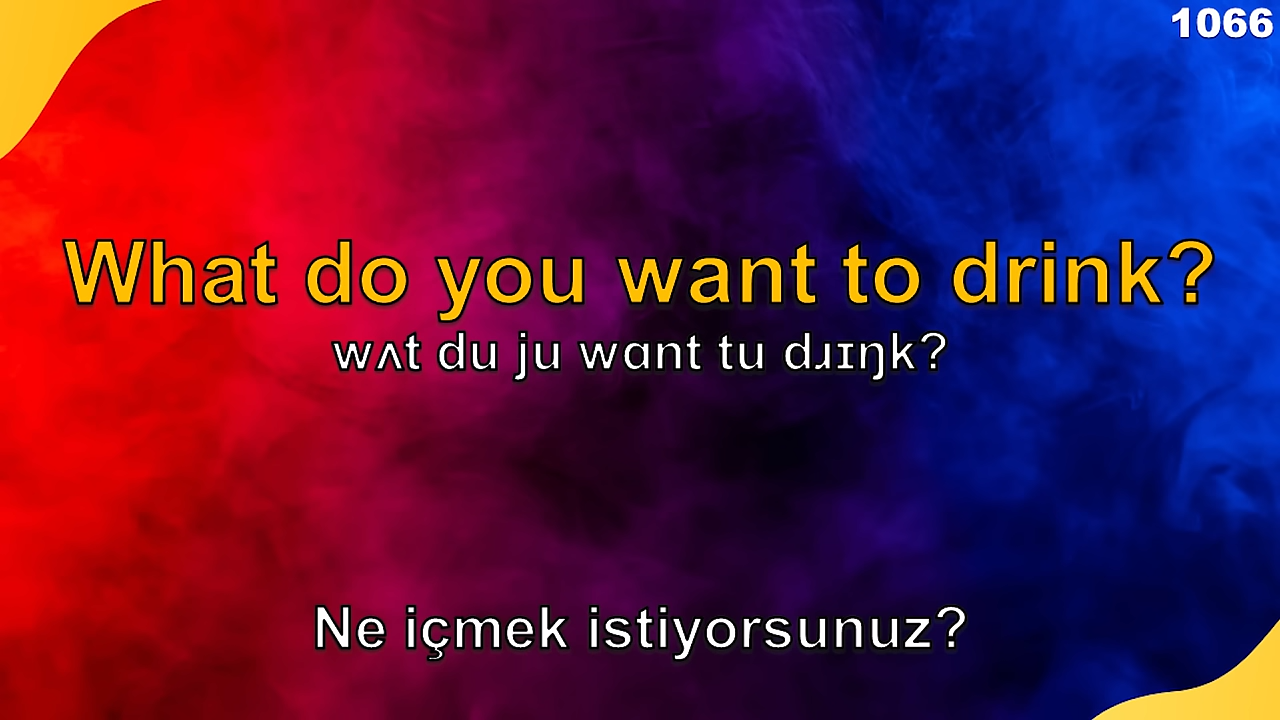 1066
What do you want to drink?
wʌt du ju wɑnt tu dɹɪŋk?
Ne içmek istiyorsunuz?